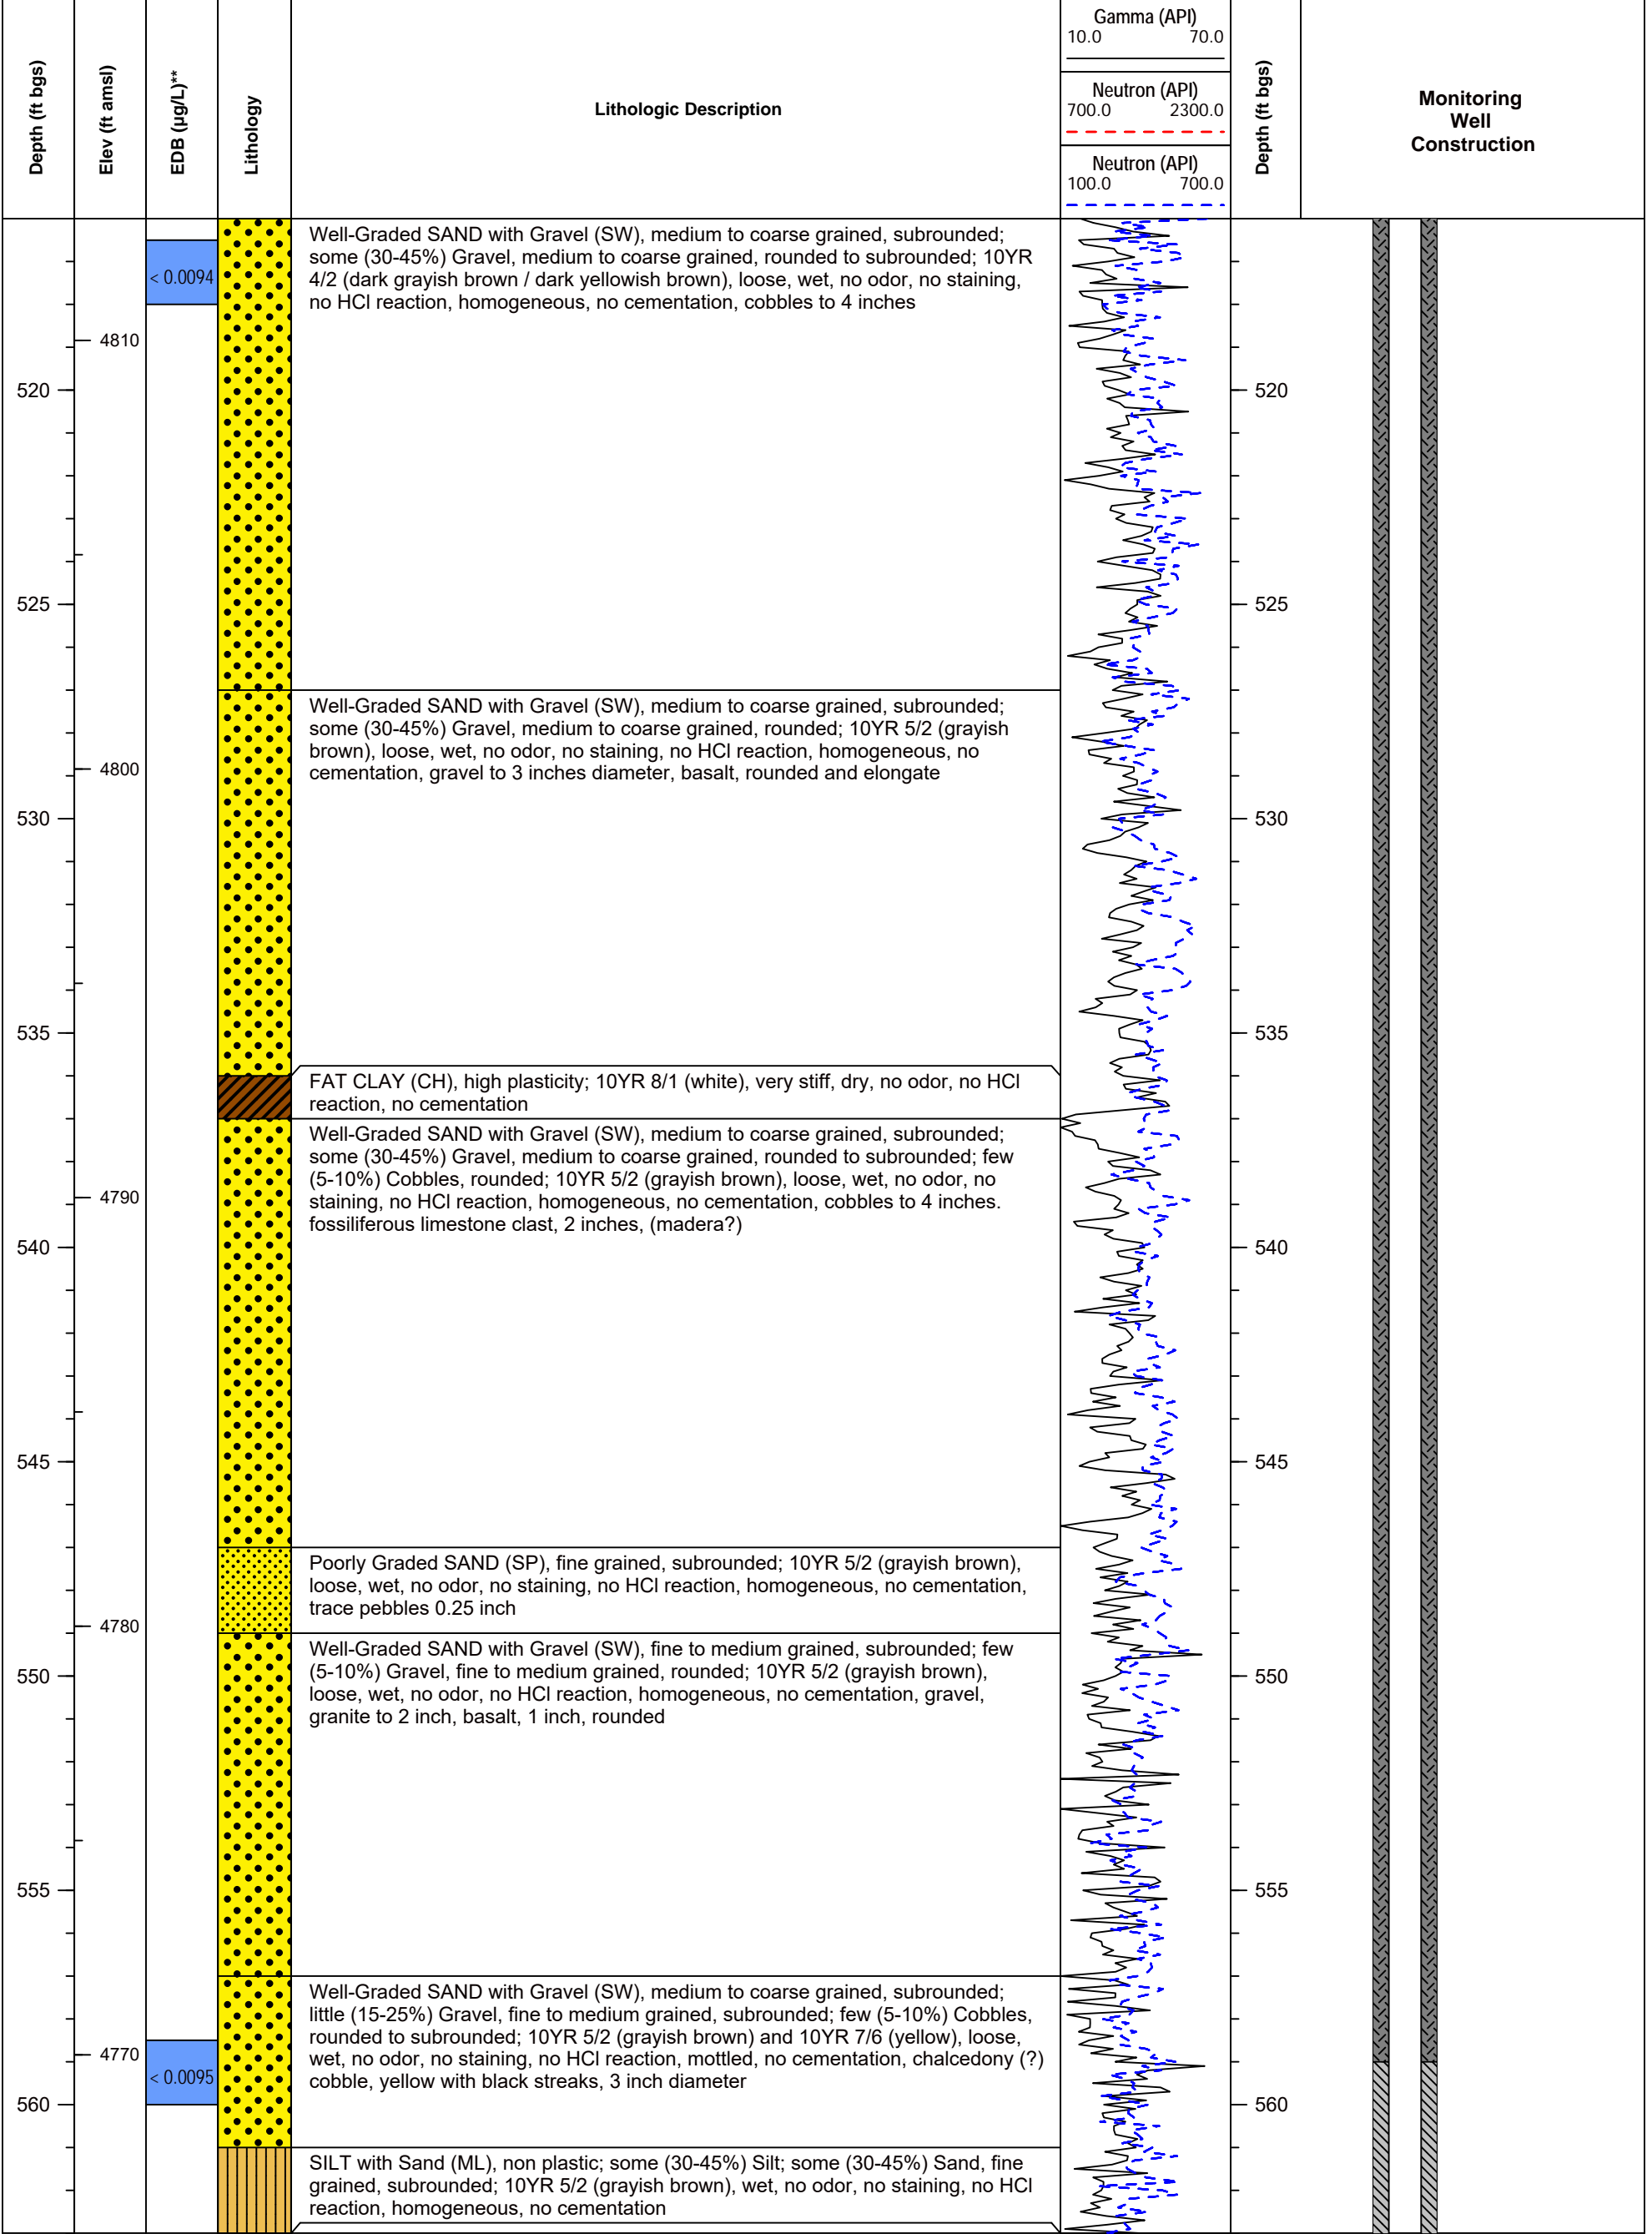 Depth (ft bgs)
Elev (ft amsl)
EDB (µg/L)**
Lithology
Lithologic Description
Gamma (API)
10.0 70.0
Neutron (API)
700.0 2300.0
Neutron (API)
100.0 700.0
Depth (ft bgs)
Monitoring
Well
Construction
Well-Graded SAND with Gravel (SW), medium to coarse grained, subrounded;
some (30-45%) Gravel, medium to coarse grained, rounded to subrounded; 10YR
4/2 (dark grayish brown / dark yellowish brown), loose, wet, no odor, no staining,
no HCl reaction, homogeneous, no cementation, cobbles to 4 inches
< 0.0094
4810
520
520
525
525
Well-Graded SAND with Gravel (SW), medium to coarse grained, subrounded;
some (30-45%) Gravel, medium to coarse grained, rounded; 10YR 5/2 (grayish
brown), loose, wet, no odor, no staining, no HCl reaction, homogeneous, no
cementation, gravel to 3 inches diameter, basalt, rounded and elongate
4800
530
530
535
535
FAT CLAY (CH), high plasticity; 10YR 8/1 (white), very stiff, dry, no odor, no HCl
reaction, no cementation
Well-Graded SAND with Gravel (SW), medium to coarse grained, subrounded;
some (30-45%) Gravel, medium to coarse grained, rounded to subrounded; few
(5-10%) Cobbles, rounded; 10YR 5/2 (grayish brown), loose, wet, no odor, no
staining, no HCl reaction, homogeneous, no cementation, cobbles to 4 inches.
fossiliferous limestone clast, 2 inches, (madera?)
4790
540
540
545
545
Poorly Graded SAND (SP), fine grained, subrounded; 10YR 5/2 (grayish brown),
loose, wet, no odor, no staining, no HCl reaction, homogeneous, no cementation,
trace pebbles 0.25 inch
4780
Well-Graded SAND with Gravel (SW), fine to medium grained, subrounded; few
(5-10%) Gravel, fine to medium grained, rounded; 10YR 5/2 (grayish brown),
loose, wet, no odor, no HCl reaction, homogeneous, no cementation, gravel,
granite to 2 inch, basalt, 1 inch, rounded
550
550
555
555
Well-Graded SAND with Gravel (SW), medium to coarse grained, subrounded;
little (15-25%) Gravel, fine to medium grained, subrounded; few (5-10%) Cobbles,
rounded to subrounded; 10YR 5/2 (grayish brown) and 10YR 7/6 (yellow), loose,
wet, no odor, no staining, no HCl reaction, mottled, no cementation, chalcedony (?)
cobble, yellow with black streaks, 3 inch diameter
4770
< 0.0095
560
560
SILT with Sand (ML), non plastic; some (30-45%) Silt; some (30-45%) Sand, fine
grained, subrounded; 10YR 5/2 (grayish brown), wet, no odor, no staining, no HCl
reaction, homogeneous, no cementation